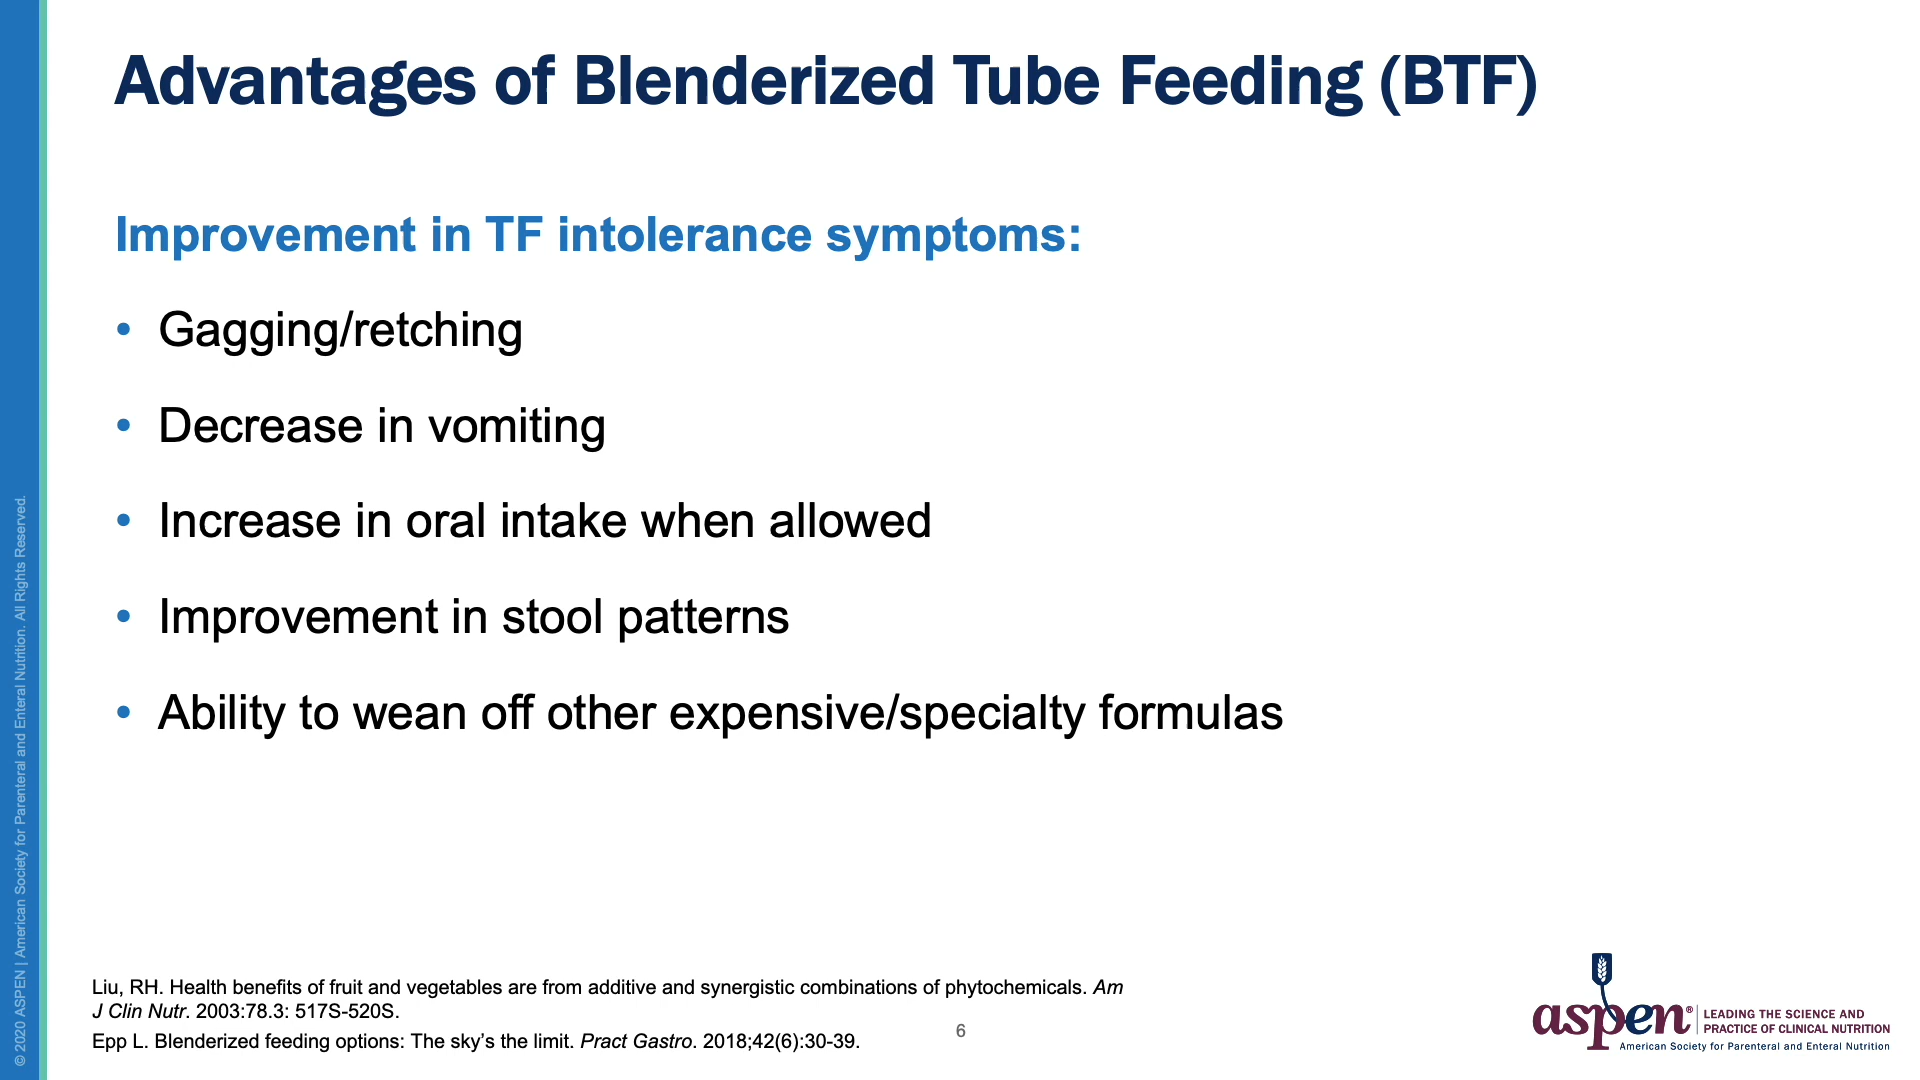 Advantages of Blenderized Tube Feeding (BTF)
Improvement in TF intolerance symptoms:
• Gagging/retching
• Decrease in vomiting
• Increase in oral intake when allowed
• Improvement in stool patterns
• Ability to wean off other expensive/specialty formulas
Liu, RH. Health benefits of fruit and vegetables are from additive and synergistic combinations of phytochemicals. Am
J Clin Nutr. 2003:78.3: 517S-520S.
Epp L. Blenderized feeding options: The sky’s the limit. Pract Gastro. 2018;42(6):30-39.
6
aspen®
LEADING THE SCIENCE AND
PRACTICE OF CLINICAL NUTRITION
American Society for Parenteral and Enteral Nutrition
© 2020 ASPEN | American Society for Parenteral and Enteral Nutrition. All Rights Reserved.